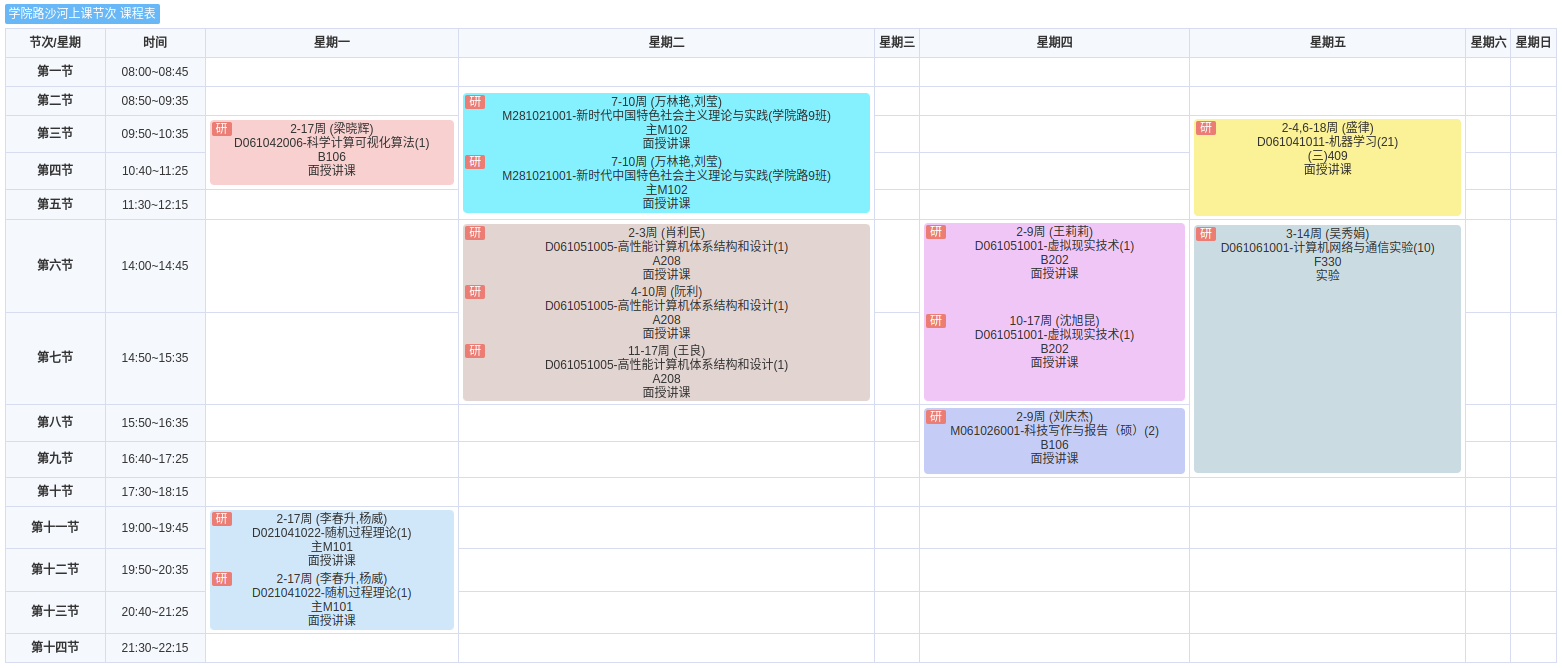 学院路沙河上课节次 课程表
节次/星期 时间 星期一 星期二 星期三 星期四 星期五 星期六 星期日
第一节 08:00~08:45
第二节 08:50~09:35
第三节 09:50~10:35
第四节 10:40~11:25
第五节 11:30~12:15
第六节 14:00~14:45
第七节 14:50~15:35
第八节 15:50~16:35
第九节 16:40~17:25
第十节 17:30~18:15
第十一节 19:00~19:45
第十二节 19:50~20:35
第十三节 20:40~21:25
第十四节 21:30~22:15
研 2-17周 (梁晓辉)
D061042006-科学计算可视化算法(1)
B106
面授讲课
研 2-17周 (李春升,杨威)
D021041022-随机过程理论(1)
主M101
面授讲课
研 2-17周 (李春升,杨威)
D021041022-随机过程理论(1)
主M101
面授讲课
研 7-10周 (万林艳,刘莹)
M281021001-新时代中国特色社会主义理论与实践(学院路9班)
主M102
面授讲课
研 7-10周 (万林艳,刘莹)
M281021001-新时代中国特色社会主义理论与实践(学院路9班)
主M102
面授讲课
研 2-3周 (肖利民)
D061051005-高性能计算机体系结构和设计(1)
A208
面授讲课
研 4-10周 (阮利)
D061051005-高性能计算机体系结构和设计(1)
A208
面授讲课
研 11-17周 (王良)
D061051005-高性能计算机体系结构和设计(1)
A208
面授讲课
研 2-9周 (王莉莉)
D061051001-虚拟现实技术(1)
B202
面授讲课
研 10-17周 (沈旭昆)
D061051001-虚拟现实技术(1)
B202
面授讲课
研 2-9周 (刘庆杰)
M061026001-科技写作与报告（硕）(2)
B106
面授讲课
研 2-4,6-18周 (盛律)
D061041011-机器学习(21)
(三)409
面授讲课
研 3-14周 (吴秀娟)
D061061001-计算机网络与通信实验(10)
F330
实验